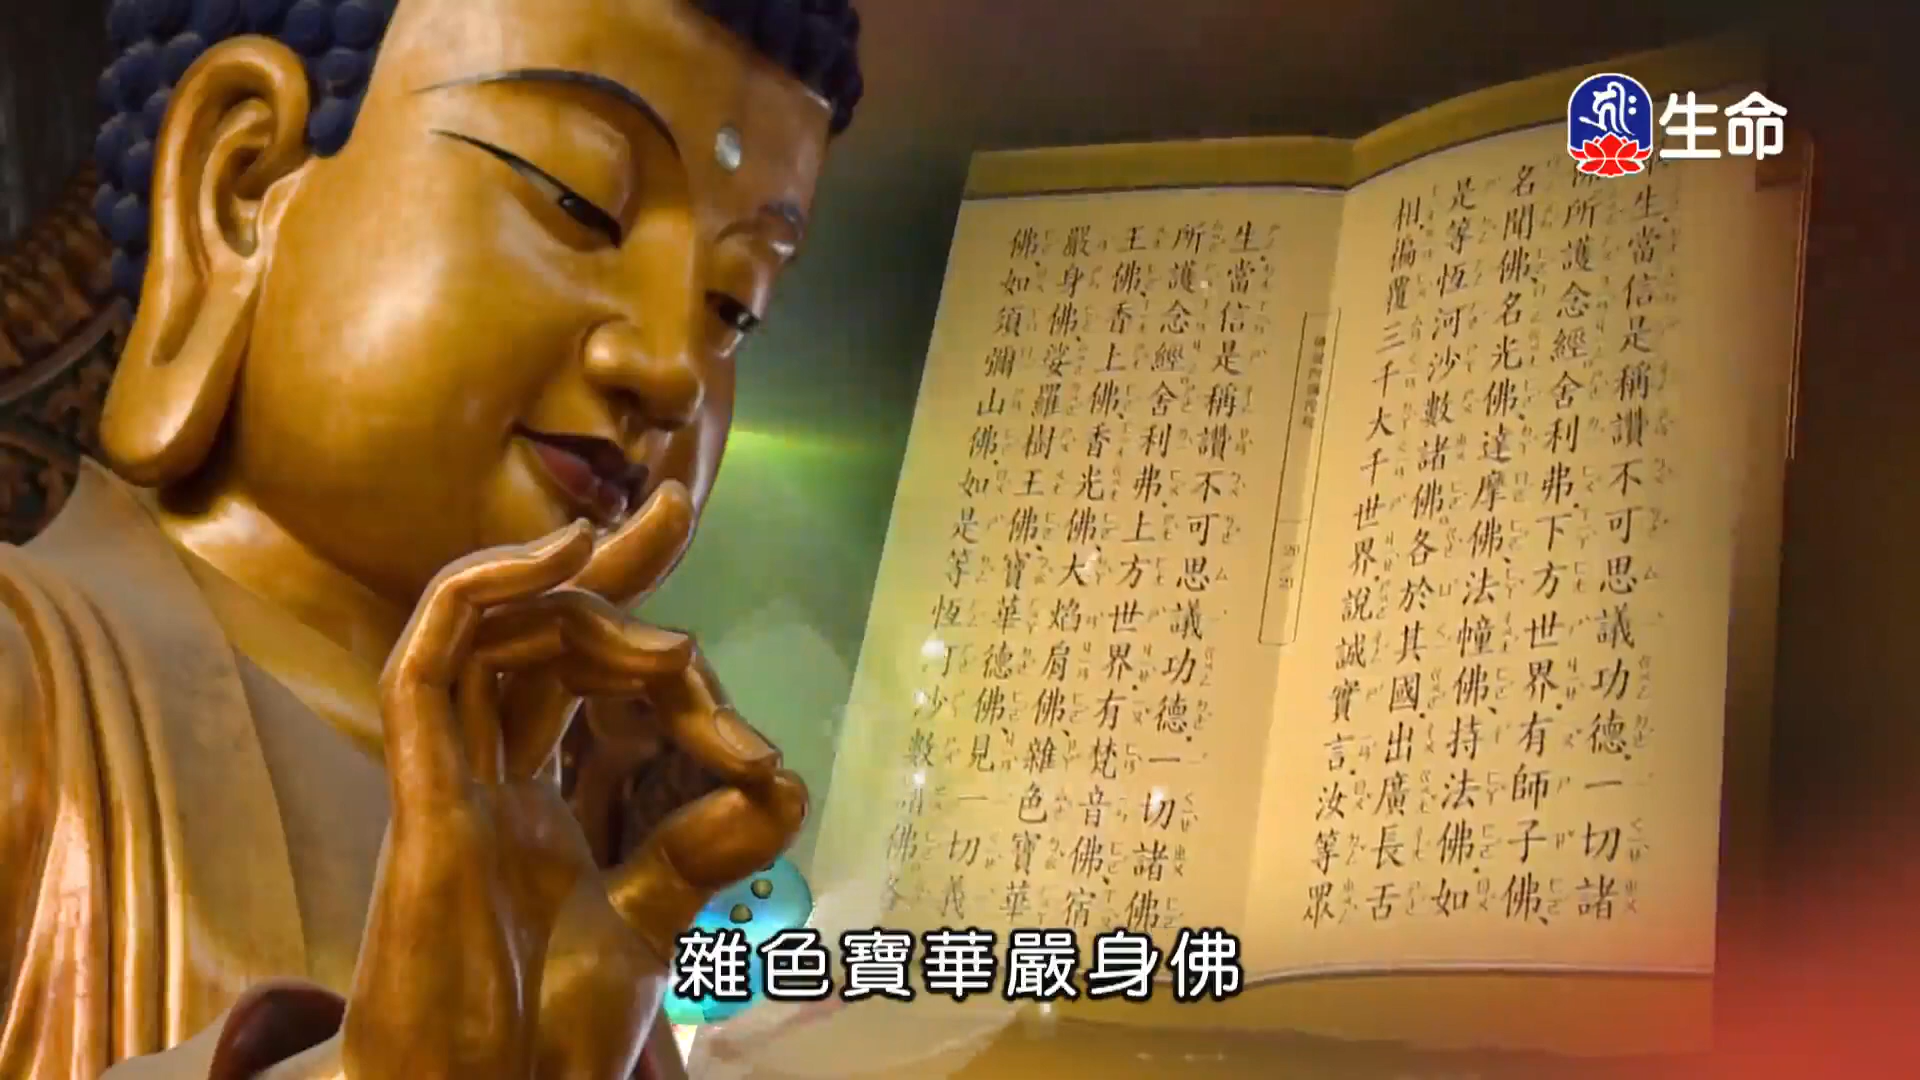 生命
生、當信是稱讚不可思議功德.一切諸
佛所護念經舍利弗.下方世界.有師子佛、
名聞佛、名光佛、達摩佛、法幢佛、持法佛.如
是等恆河沙數諸佛各於其國.出廣長舌
相、徧覆三千大千世界.說誠實言.汝等眾
生.當信是稱讚不可思議功德.一切諸佛
所護念經舍利弗.上方世界.有梵音佛、宿
王佛、香上佛、香光佛、大焰肩佛、雜色寶華
嚴身佛、娑羅樹王佛、寶華德佛、見一切義
佛、如須彌山佛、如是等恆河沙數諸佛各
雜色寶華嚴身佛